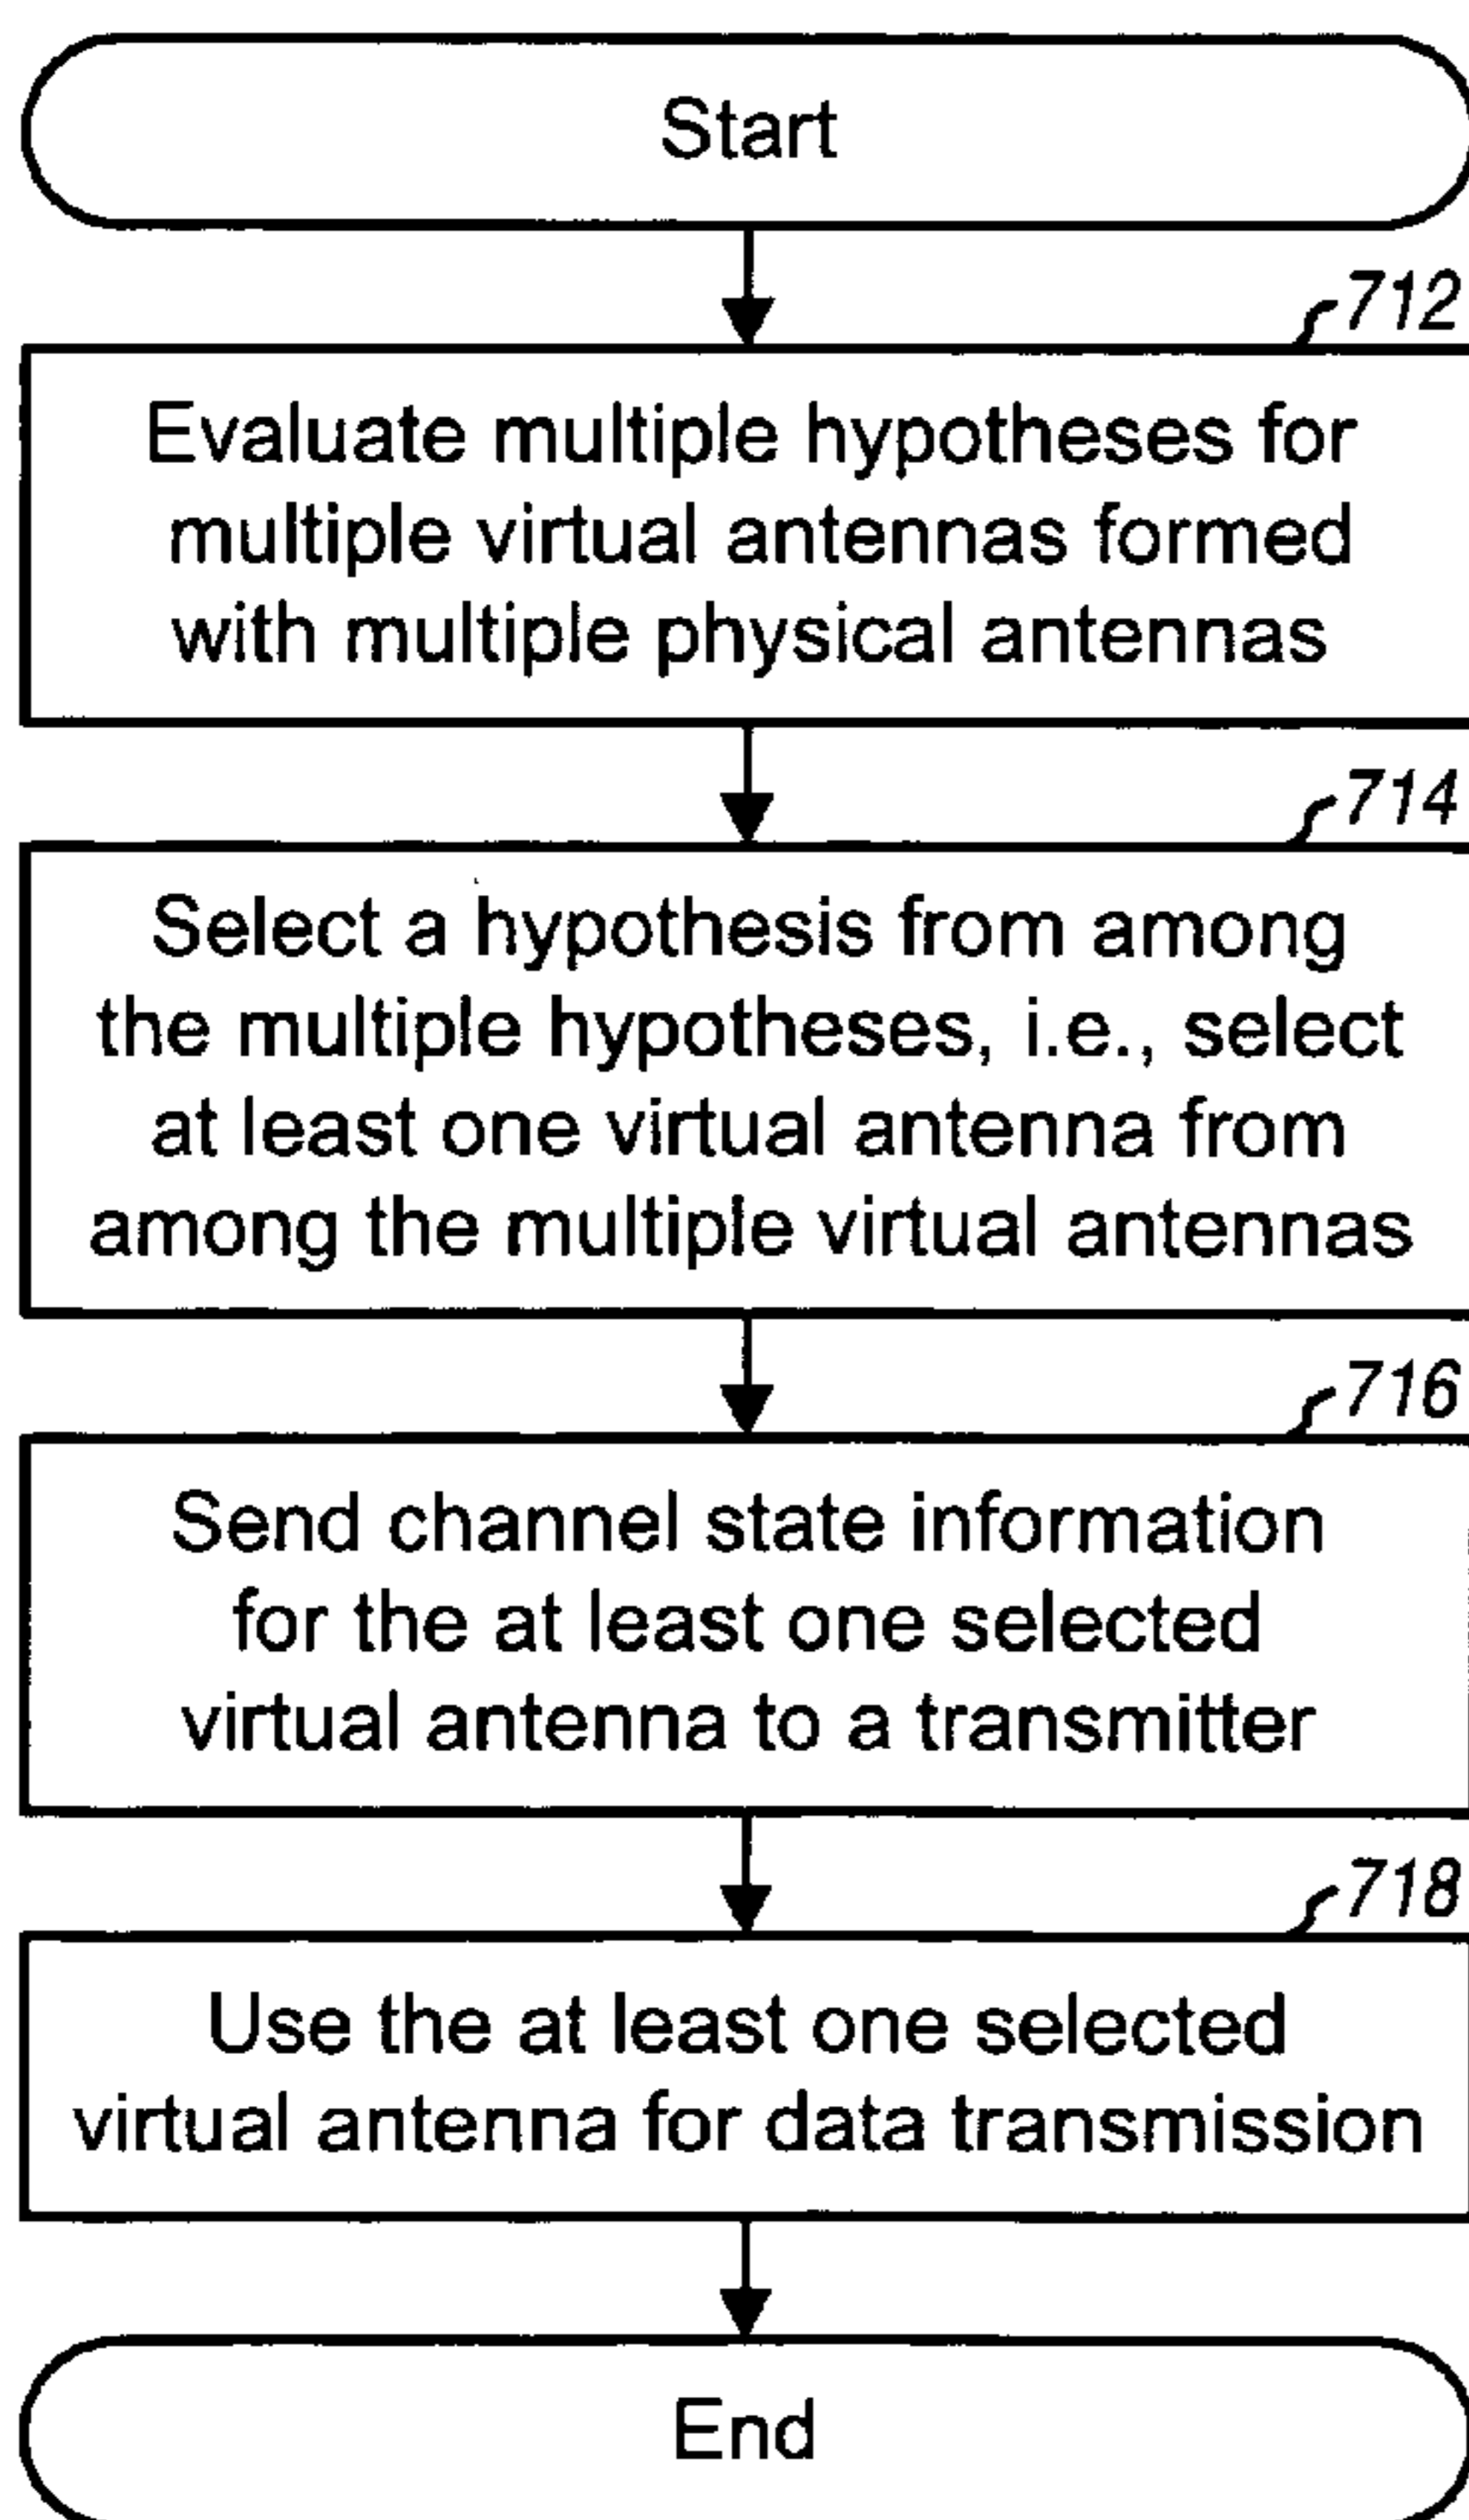 Start
712
Evaluate multiple hypotheses for
multiple virtual antennas formed
with multiple physical antennas
714
Select a hypothesis from among
the multiple hypotheses, i.e., select
at least one virtual antenna from
among the multiple virtual antennas
716
Send channel state information
for the at least one selected
virtual antenna to a transmitter
718
Use the at least one selected
virtual antenna for data transmission
End